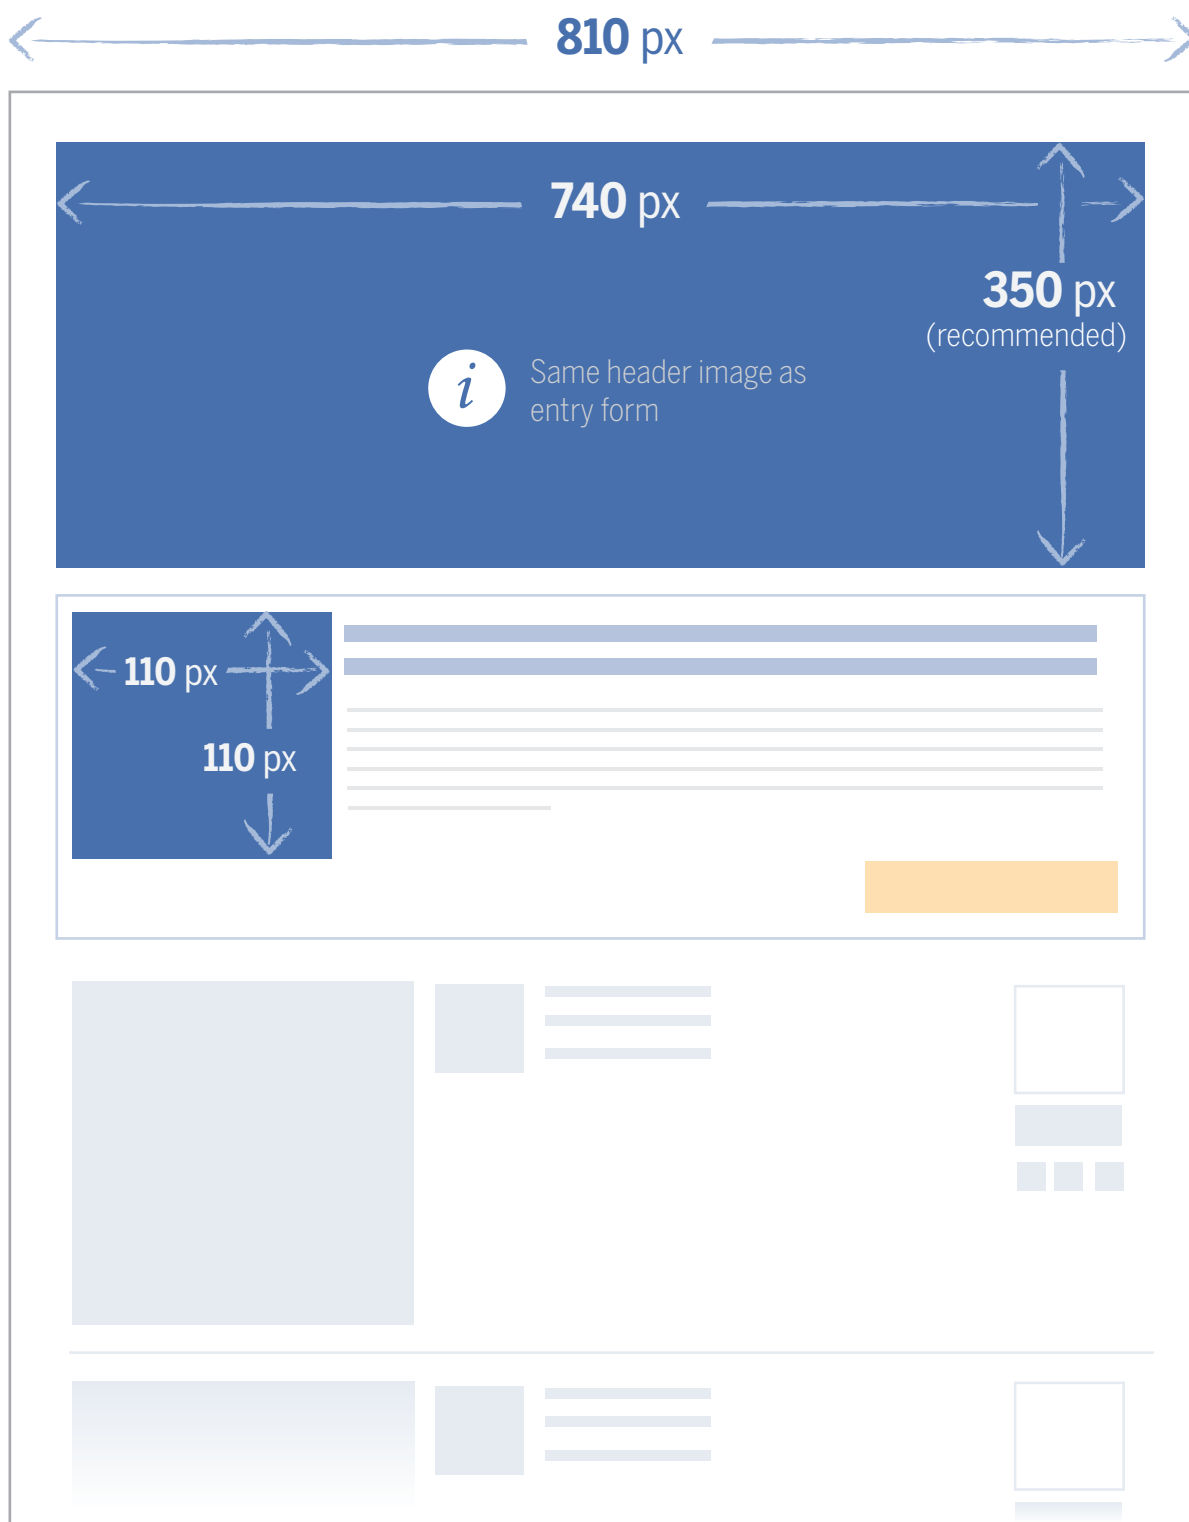 810 px
740 px
350 px
(recommended)
i
Same header image as
entry form
110 px
110 px